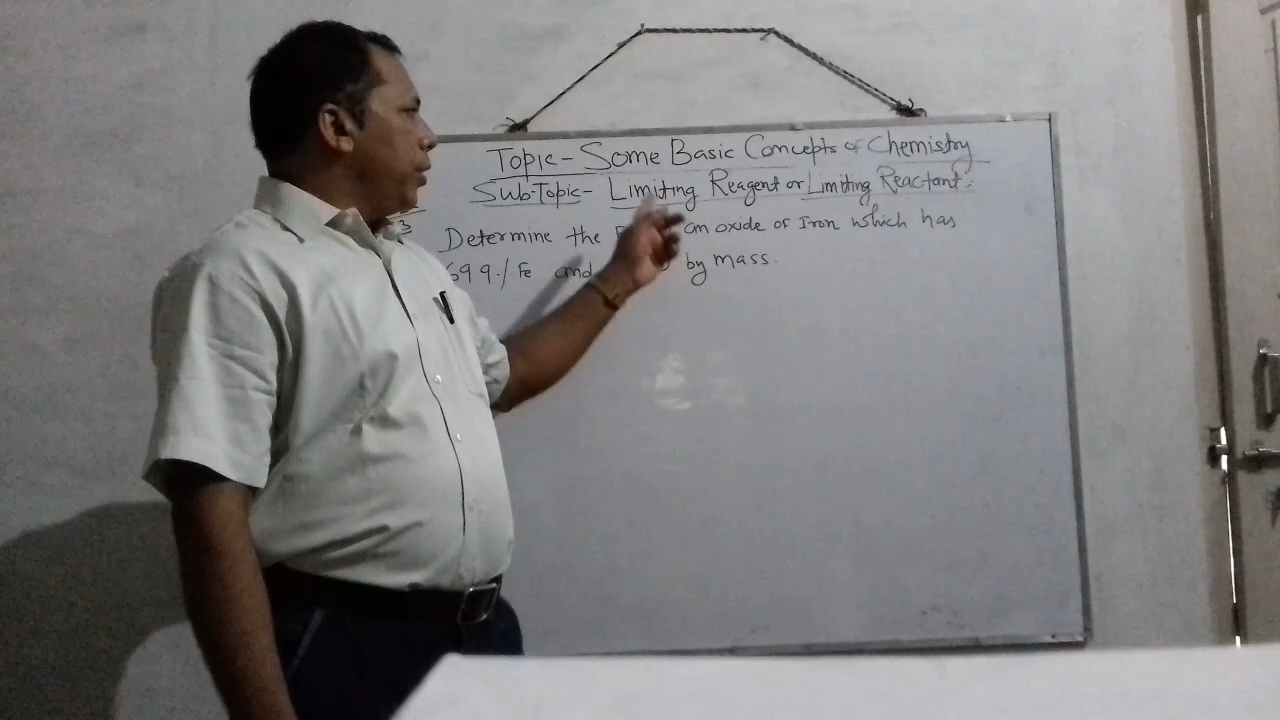 Topic - Some Basic Concepts of Chemistry
Sub-Topic - Limiting Reagent or Limiting Reactant:
3
Determine the an oxide of Iron which has
69.9./ Fe and by mass.